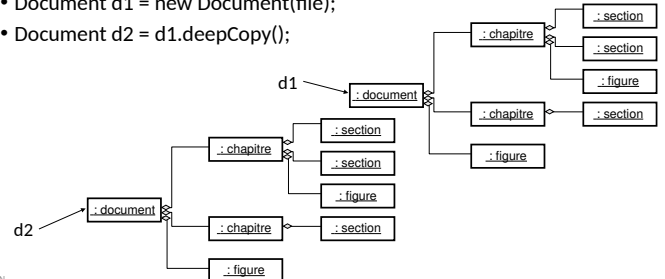 • Document d1 = new Document(file);
• Document d2 = d1.deepCopy();
d1
: document
: chapitre
: section
: section
: figure
: chapitre
: section
: figure
d2
: document
: chapitre
: section
: section
: figure
: chapitre
: section
: figure